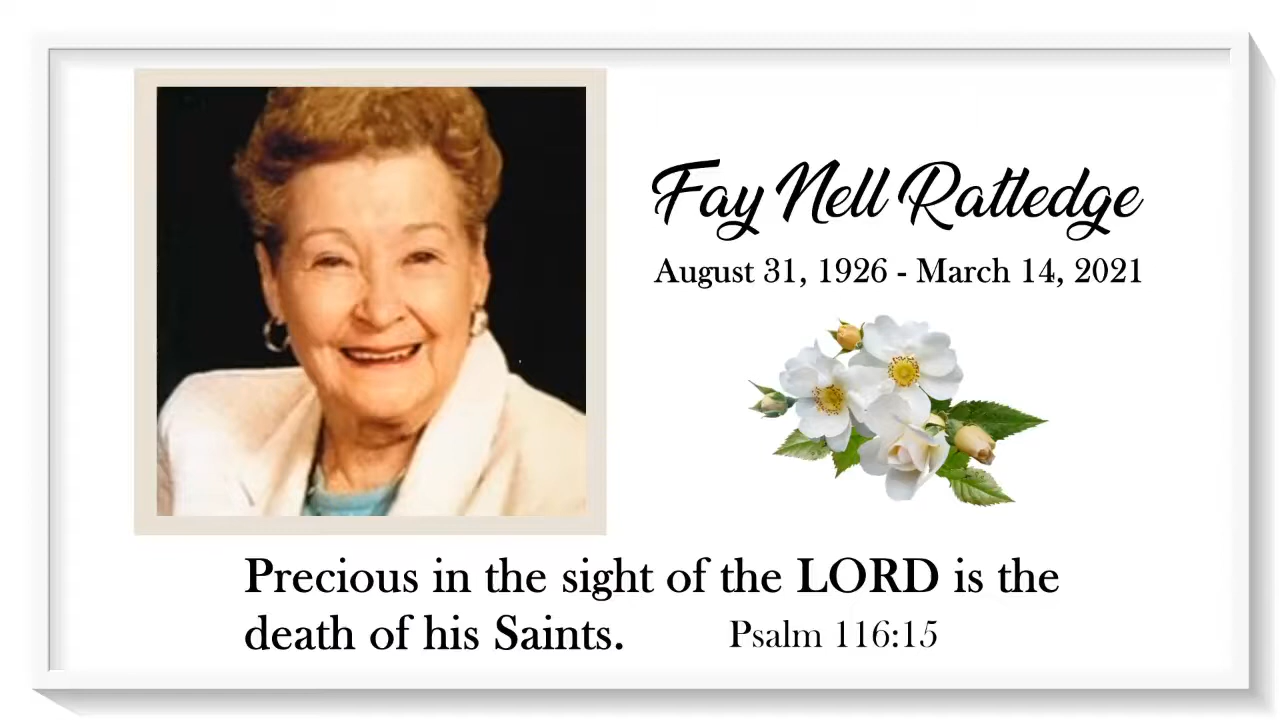 Fay Nell Ratledge
August 31, 1926 - March 14, 2021
Precious in the sight of the LORD is the
death of his Saints. Psalm 116:15